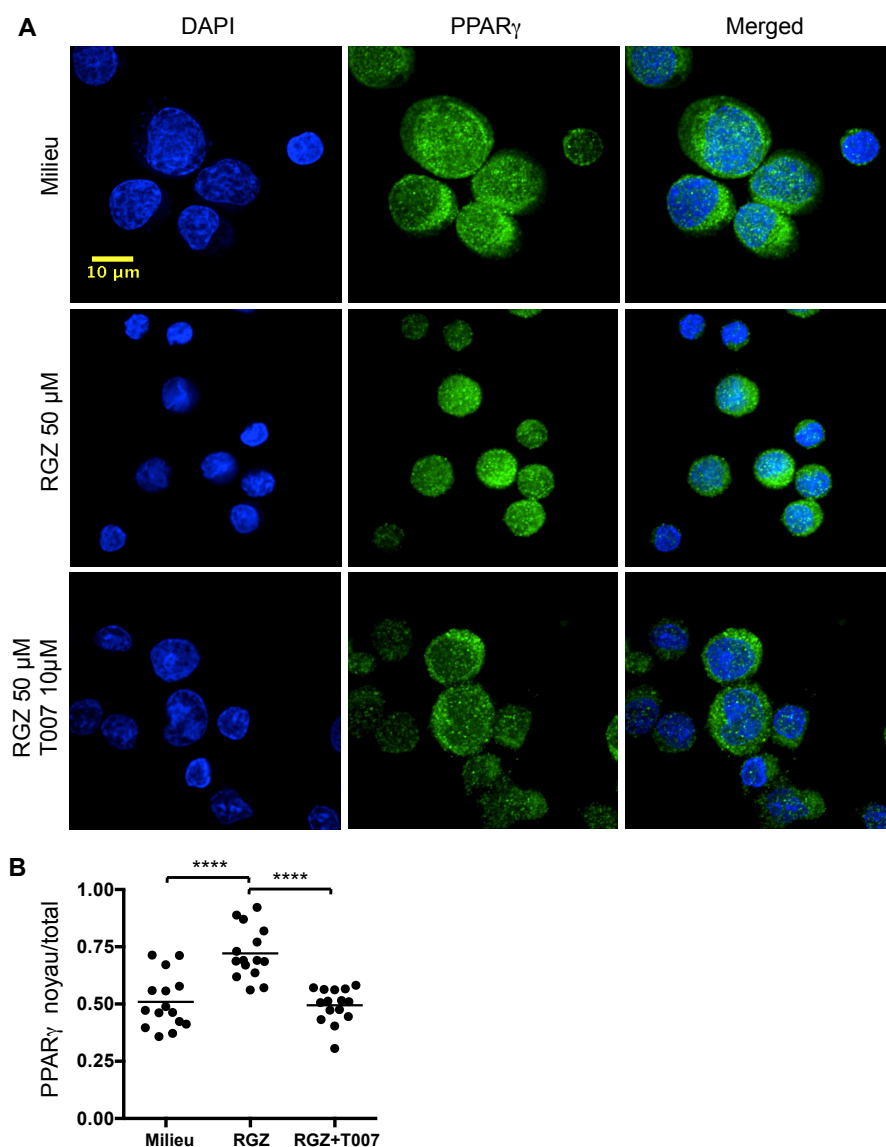 A
DAPI
PPARγ
Merged
Milieu
10 μm
RGZ 50 μM
RGZ 50 μM
T007 10μM
B
****
****
PPARγ noyau/total
1.00
0.75
0.50
0.25
0.00
Milieu
RGZ
RGZ+T007